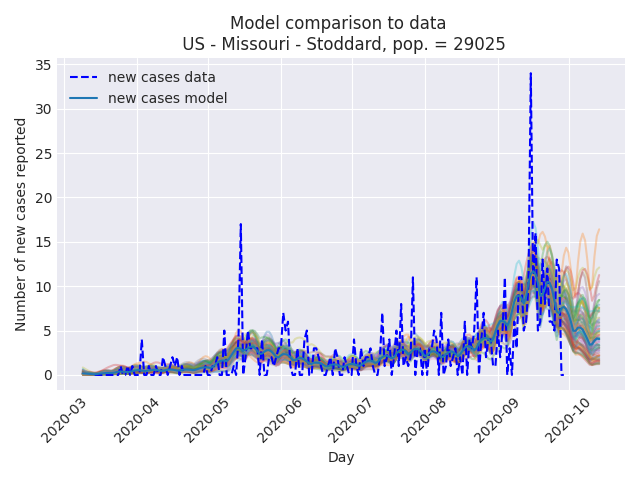 Model comparison to data
US - Missouri - Stoddard, pop. = 29025
new cases data
new cases model
Number of new cases reported
35
30
25
20
15
10
5
0
2020-03
2020-04
2020-05
2020-06
2020-07
2020-08
2020-09
2020-10
Day